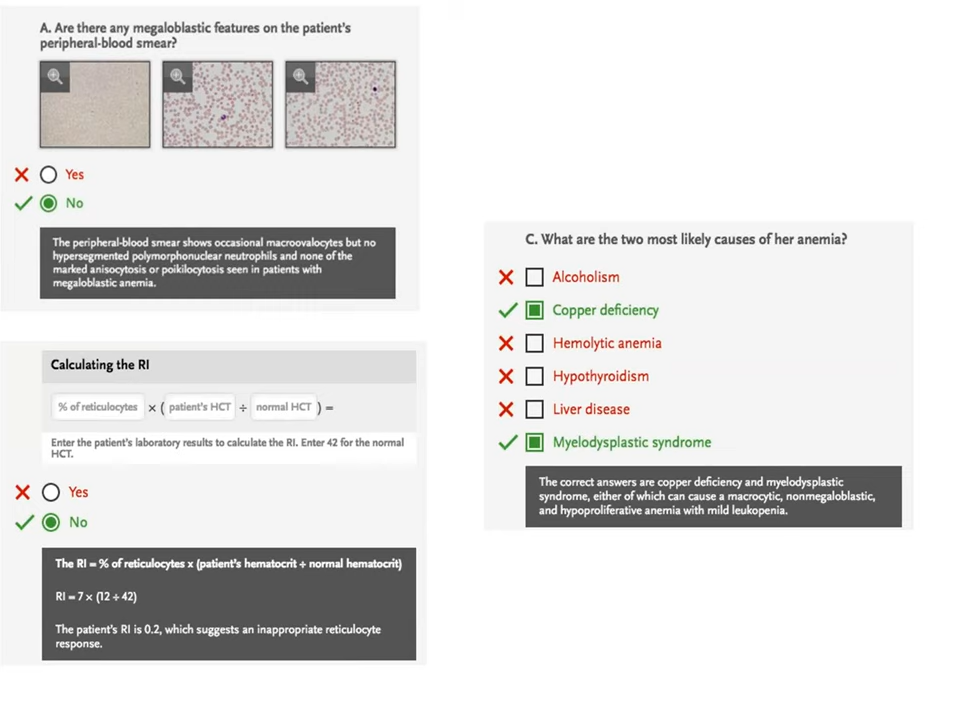 A. Are there any megaloblastic features on the patient's
peripheral-blood smear?
Yes
No
The peripheral-blood smear shows occasional macroovalocytes but no
hypersegmented polymorphonuclear neutrophils and none of the
marked anisocytosis or poikilocytosis seen in patients with
megaloblastic anemia.
Calculating the RI
% of reticulocytes × ( patient's HCT ÷ normal HCT ) =
Enter the patient's laboratory results to calculate the RI. Enter 42 for the normal
HCT.
Yes
No
The RI = % of reticulocytes x (patient's hematocrit ÷ normal hematocrit)
RI = 7 × (12 ÷ 42)
The patient's RI is 0.2, which suggests an inappropriate reticulocyte
response.
C. What are the two most likely causes of her anemia?
Alcoholism
Copper deficiency
Hemolytic anemia
Hypothyroidism
Liver disease
Myelodysplastic syndrome
The correct answers are copper deficiency and myelodysplastic
syndrome, either of which can cause a macrocytic, nonmegaloblastic,
and hypoproliferative anemia with mild leukopenia.